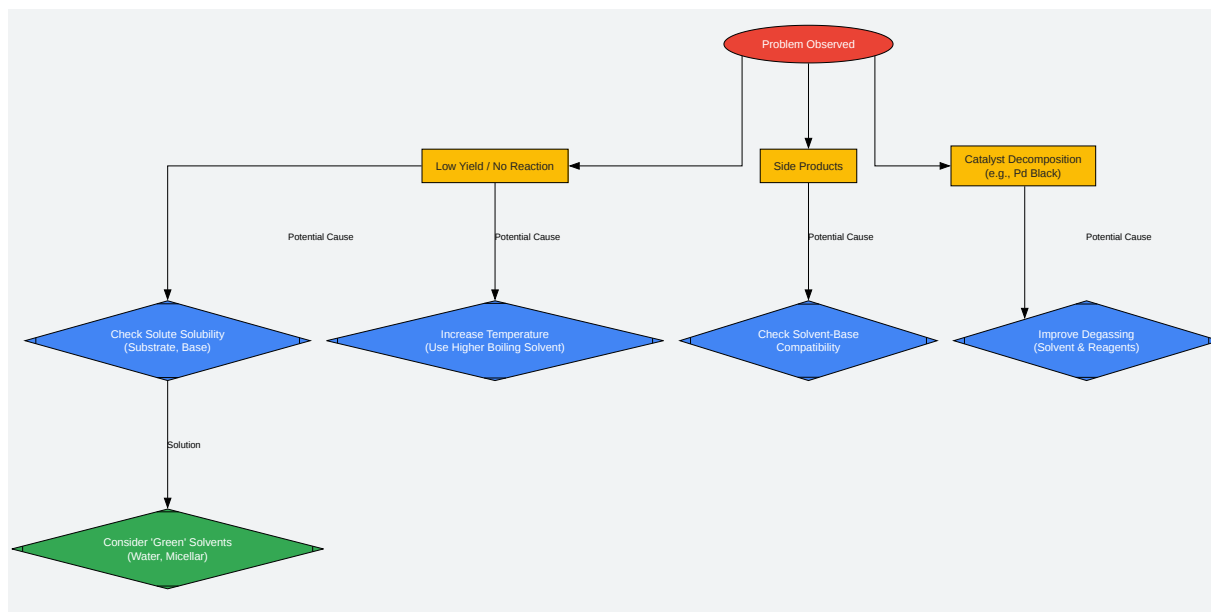 Problem Observed
Low Yield / No Reaction
Side Products
Catalyst Decomposition
(e.g., Pd Black)
Potential Cause
Potential Cause
Potential Cause
Potential Cause
Check Solute Solubility
(Substrate, Base)
Increase Temperature
(Use Higher Boiling Solvent)
Check Solvent-Base
Compatibility
Improve Degassing
(Solvent & Reagents)
Solution
Consider 'Green' Solvents
(Water, Micellar)